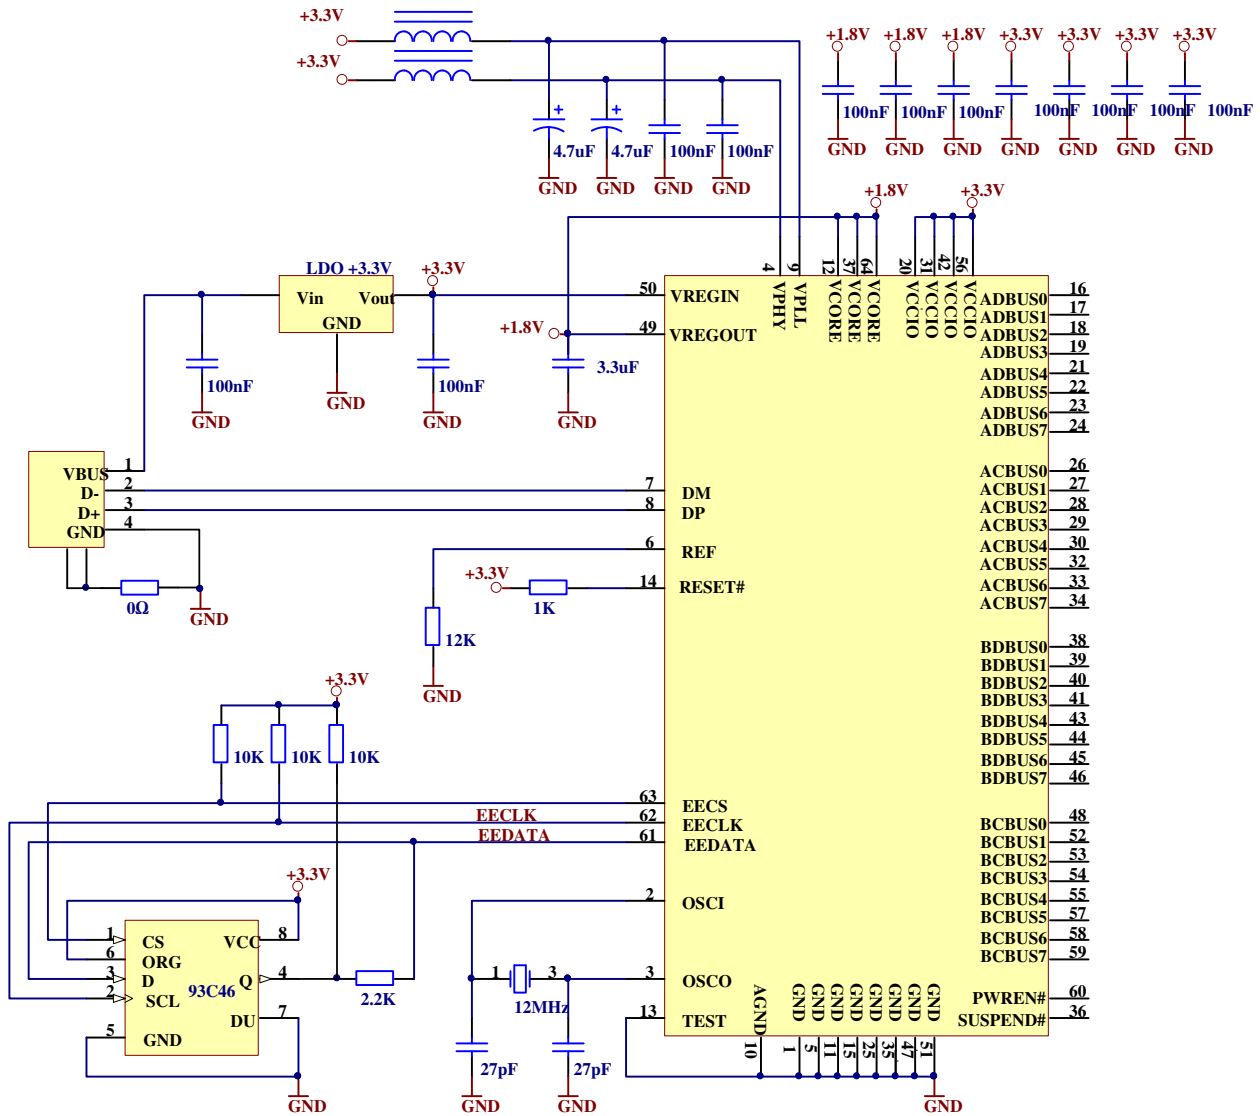 +3.3V
+3.3V
4.7uF 4.7uF 100nF 100nF
GND GND GND GND
+1.8V +1.8V +1.8V +3.3V +3.3V +3.3V +3.3V
100nF 100nF 100nF 100nF 100nF 100nF 100nF
GND GND GND GND GND GND GND
+1.8V +3.3V
4 9 12 37 64 20 31 42 56
VPHY VPLL VCORE VCORE VCORE VCCIO VCCIO VCCIO VCCIO
LDO +3.3V
Vin Vout
GND
+3.3V
100nF
GND
GND
100nF
GND
+1.8V
3.3uF
GND
50 VREGIN
49 VREGOUT
7 DM
8 DP
6 REF
14 RESET#
63 EECS
62 EECLK
61 EEDATA
2 OSCI
3 OSCO
13 TEST
VBUS 1
D- 2
D+ 3
GND 4
0Ω
GND
+3.3V
1K
12K
GND
+3.3V
10K 10K 10K
EECLK
EEDATA
+3.3V
1 CS
6 ORG
3 D
2 SCL
5 GND
93C46
VCC 8
Q 4
DU 7
2.2K
GND
1 3
12MHz
27pF 27pF
GND GND
ADBUS0 16
ADBUS1 17
ADBUS2 18
ADBUS3 19
ADBUS4 21
ADBUS5 22
ADBUS6 23
ADBUS7 24
ACBUS0 26
ACBUS1 27
ACBUS2 28
ACBUS3 29
ACBUS4 30
ACBUS5 32
ACBUS6 33
ACBUS7 34
BDBUS0 38
BDBUS1 39
BDBUS2 40
BDBUS3 41
BDBUS4 43
BDBUS5 44
BDBUS6 45
BDBUS7 46
BCBUS0 48
BCBUS1 52
BCBUS2 53
BCBUS3 54
BCBUS4 55
BCBUS5 57
BCBUS6 58
BCBUS7 59
PWREN# 60
SUSPEND# 36
AGND GND GND GND GND GND GND GND GND
10 1 5 11 15 25 35 47 51
GND